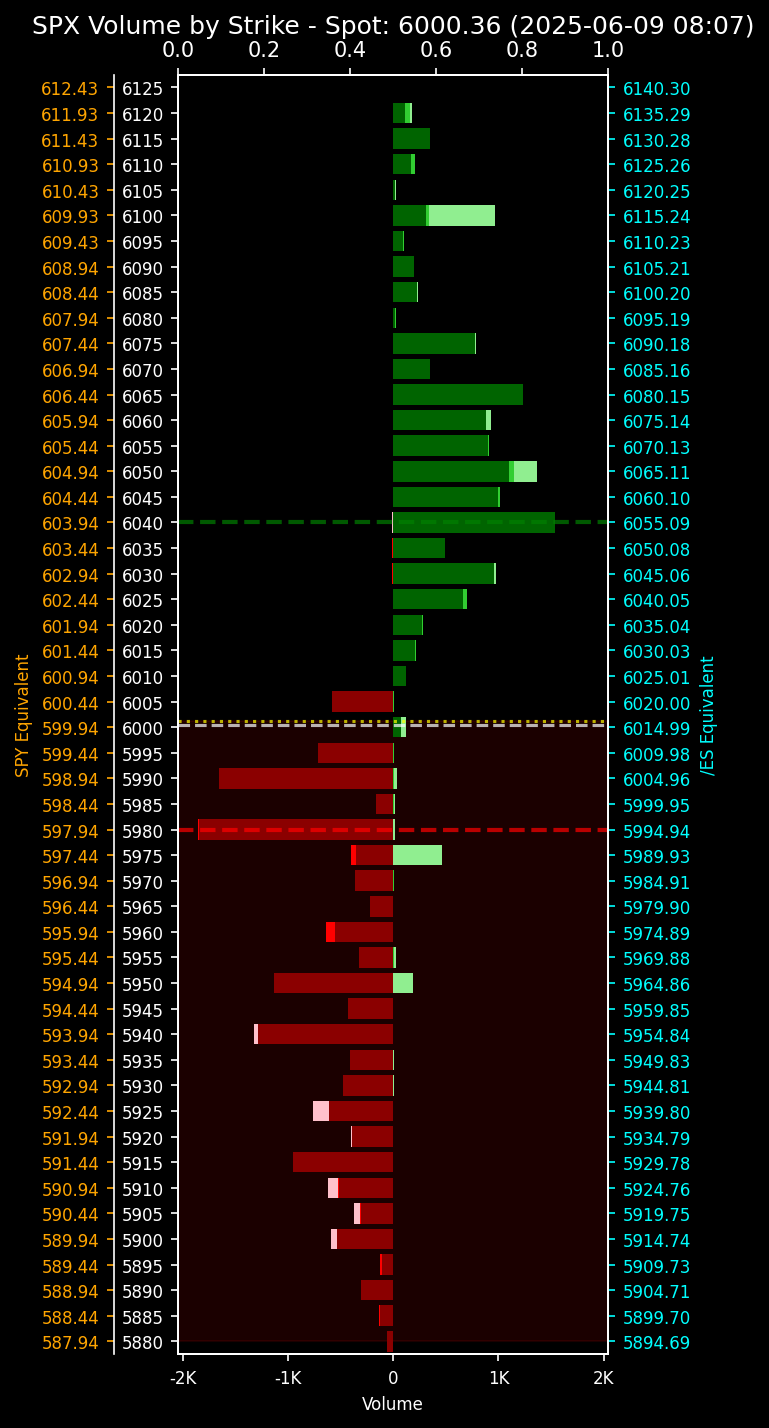 SPX Volume by Strike - Spot: 6000.36 (2025-06-09 08:07)
0.0 0.2 0.4 0.6 0.8 1.0
612.43 6125 6140.30
611.93 6120 6135.29
611.43 6115 6130.28
610.93 6110 6125.26
610.43 6105 6120.25
609.93 6100 6115.24
609.43 6095 6110.23
608.94 6090 6105.21
608.44 6085 6100.20
607.94 6080 6095.19
607.44 6075 6090.18
606.94 6070 6085.16
606.44 6065 6080.15
605.94 6060 6075.14
605.44 6055 6070.13
604.94 6050 6065.11
604.44 6045 6060.10
603.94 6040 6055.09
603.44 6035 6050.08
602.94 6030 6045.06
602.44 6025 6040.05
601.94 6020 6035.04
601.44 6015 6030.03
600.94 6010 6025.01
600.44 6005 6020.00
599.94 6000 6014.99
599.44 5995 6009.98
598.94 5990 6004.96
598.44 5985 5999.95
597.94 5980 5994.94
597.44 5975 5989.93
596.94 5970 5984.91
596.44 5965 5979.90
595.94 5960 5974.89
595.44 5955 5969.88
594.94 5950 5964.86
594.44 5945 5959.85
593.94 5940 5954.84
593.44 5935 5949.83
592.94 5930 5944.81
592.44 5925 5939.80
591.94 5920 5934.79
591.44 5915 5929.78
590.94 5910 5924.76
590.44 5905 5919.75
589.94 5900 5914.74
589.44 5895 5909.73
588.94 5890 5904.71
588.44 5885 5899.70
587.94 5880 5894.69
SPY Equivalent
/ES Equivalent
-2K -1K 0 1K 2K
Volume